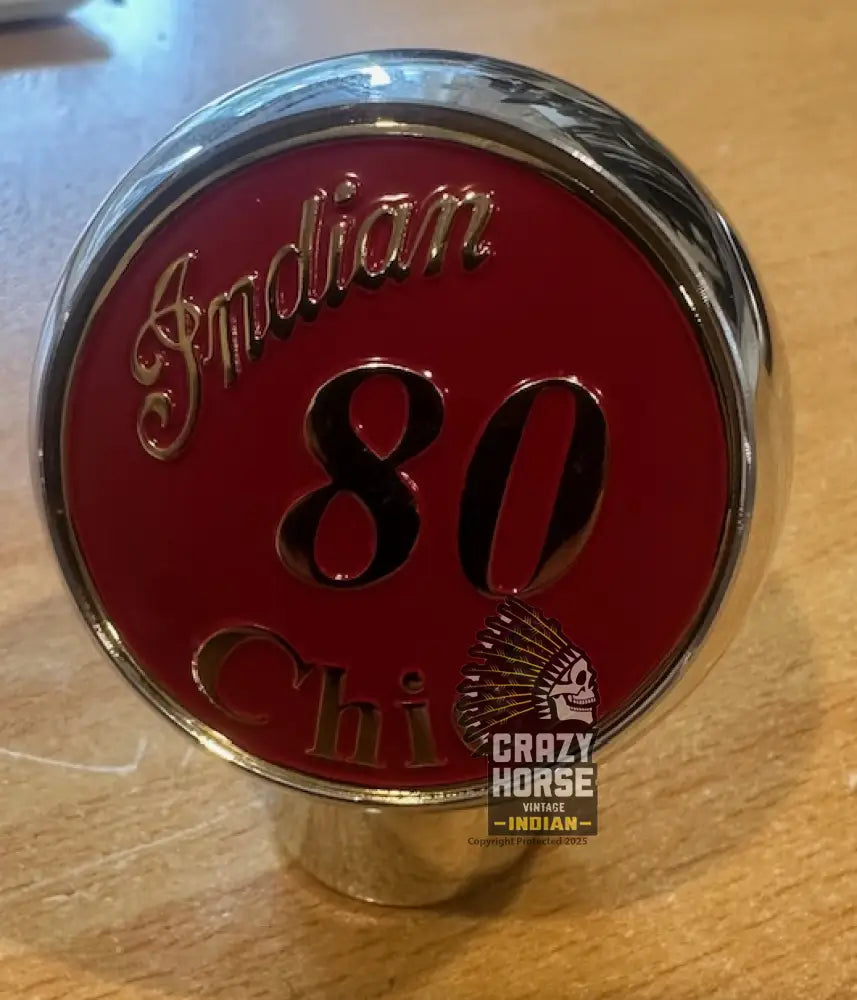 Indian
80
Chi
CRAZY
HORSE
VINTAGE
-INDIAN-
Copyright Protected 2025